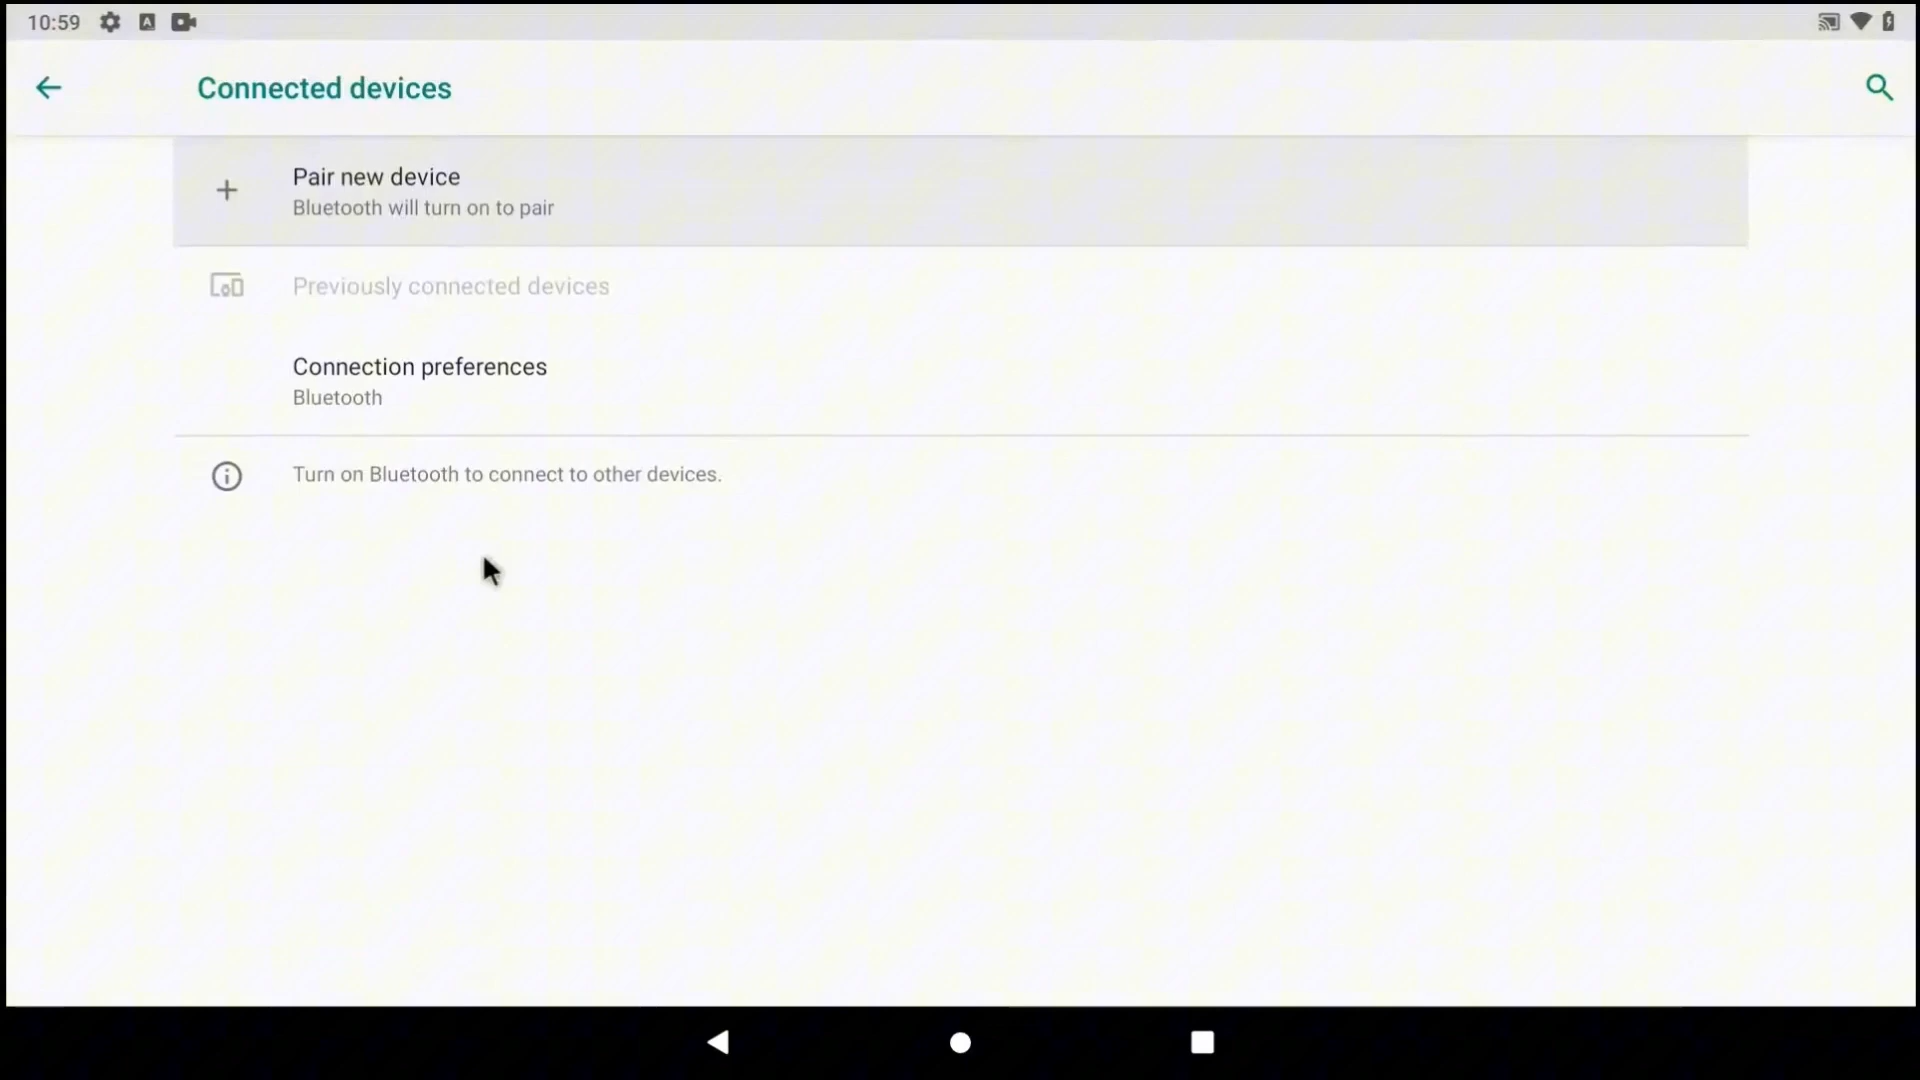 10:59
Connected devices
Pair new device
Bluetooth will turn on to pair
Previously connected devices
Connection preferences
Bluetooth
Turn on Bluetooth to connect to other devices.